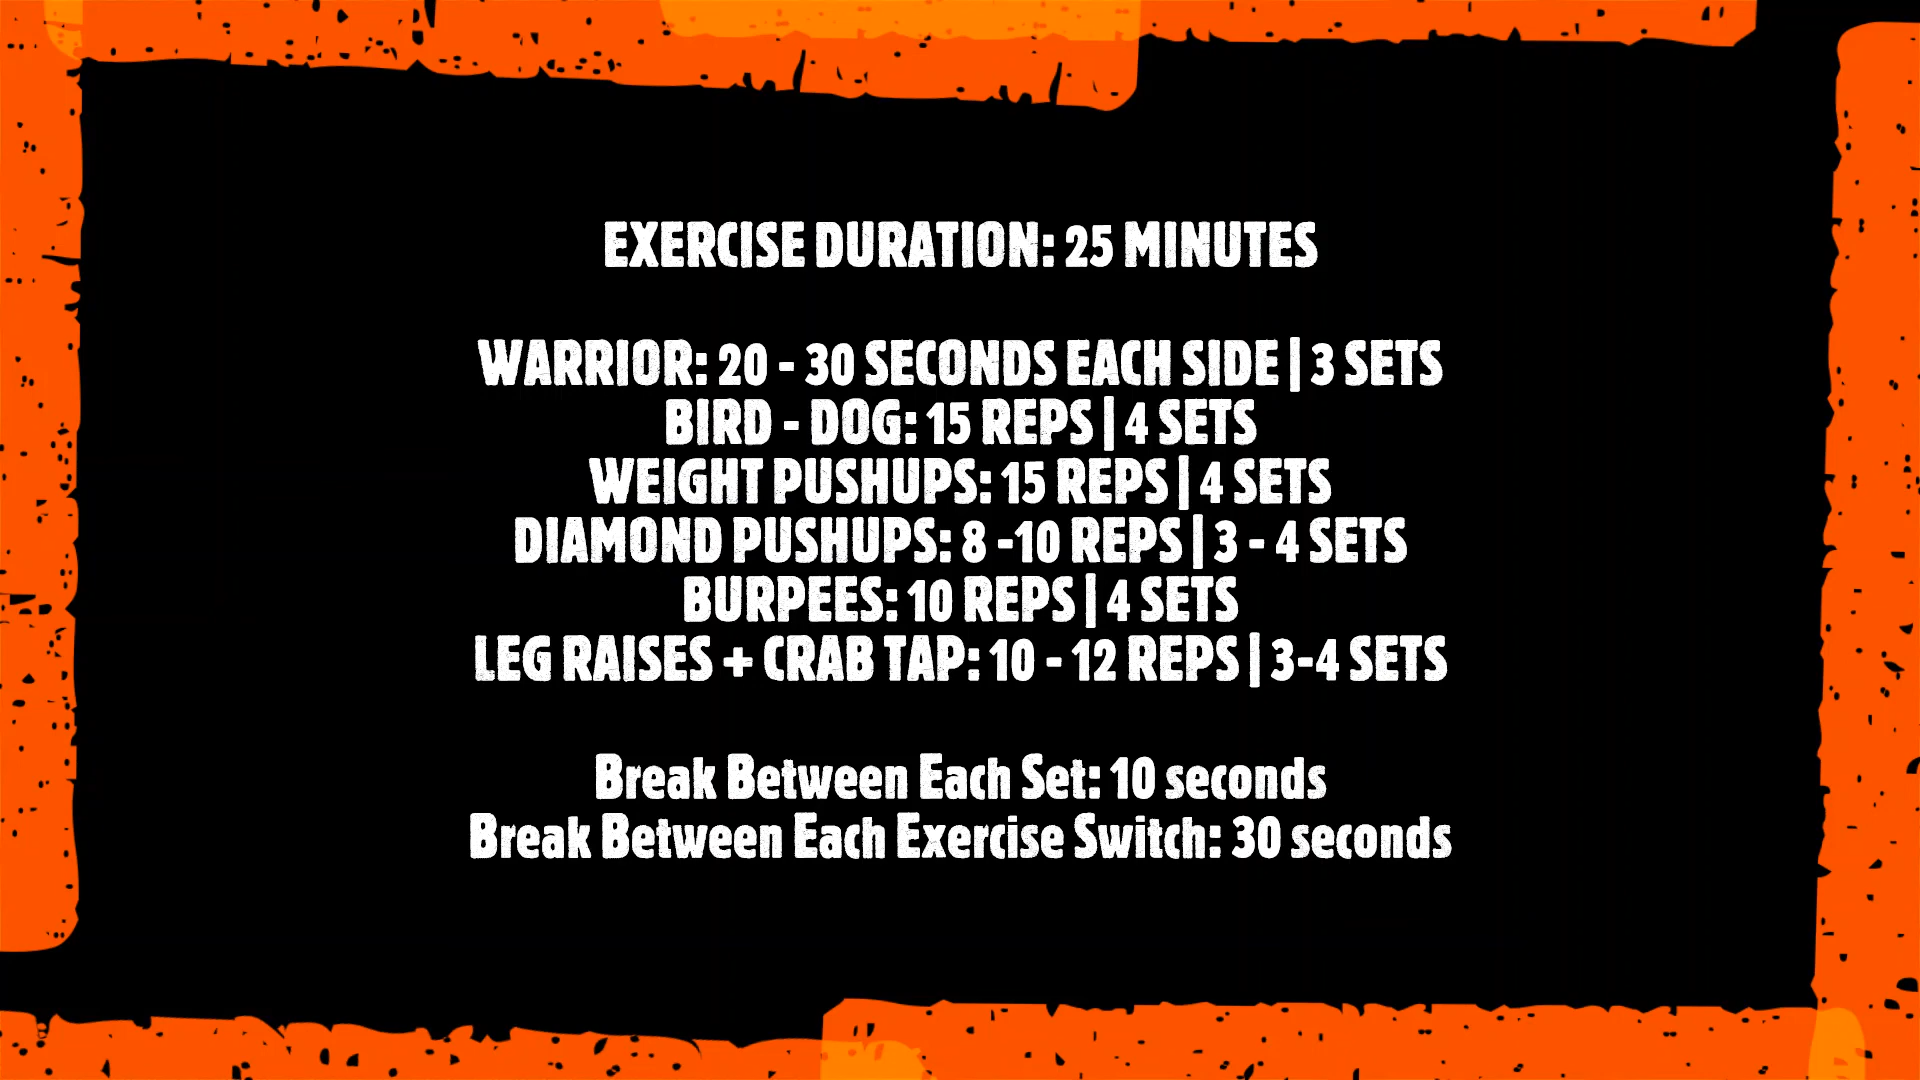 EXERCISE DURATION: 25 MINUTES
WARRIOR: 20 - 30 SECONDS EACH SIDE | 3 SETS
BIRD - DOG: 15 REPS | 4 SETS
WEIGHT PUSHUPS: 15 REPS | 4 SETS
DIAMOND PUSHUPS: 8 -10 REPS | 3 - 4 SETS
BURPEES: 10 REPS | 4 SETS
LEG RAISES + CRAB TAP: 10 - 12 REPS | 3-4 SETS
Break Between Each Set: 10 seconds
Break Between Each Exercise Switch: 30 seconds